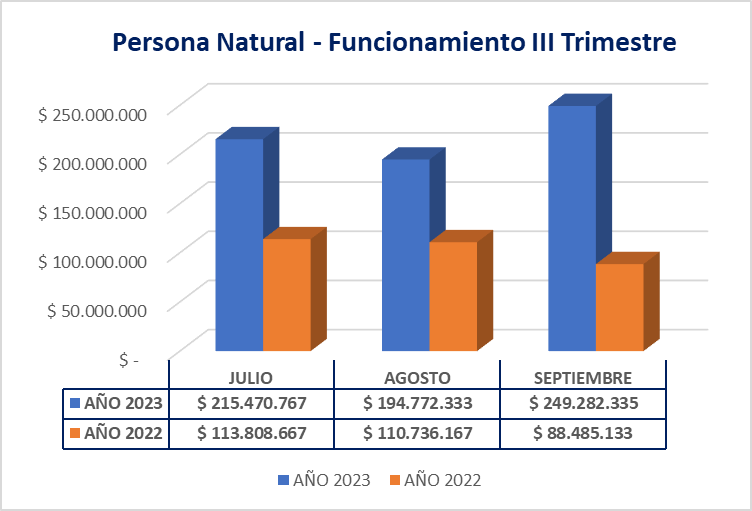 Persona Natural - Funcionamiento III Trimestre
$ 250.000.000
$ 200.000.000
$ 150.000.000
$ 100.000.000
$ 50.000.000
$ -
JULIO AGOSTO SEPTIEMBRE
AÑO 2023 $ 215.470.767 $ 194.772.333 $ 249.282.335
AÑO 2022 $ 113.808.667 $ 110.736.167 $ 88.485.133
AÑO 2023 AÑO 2022